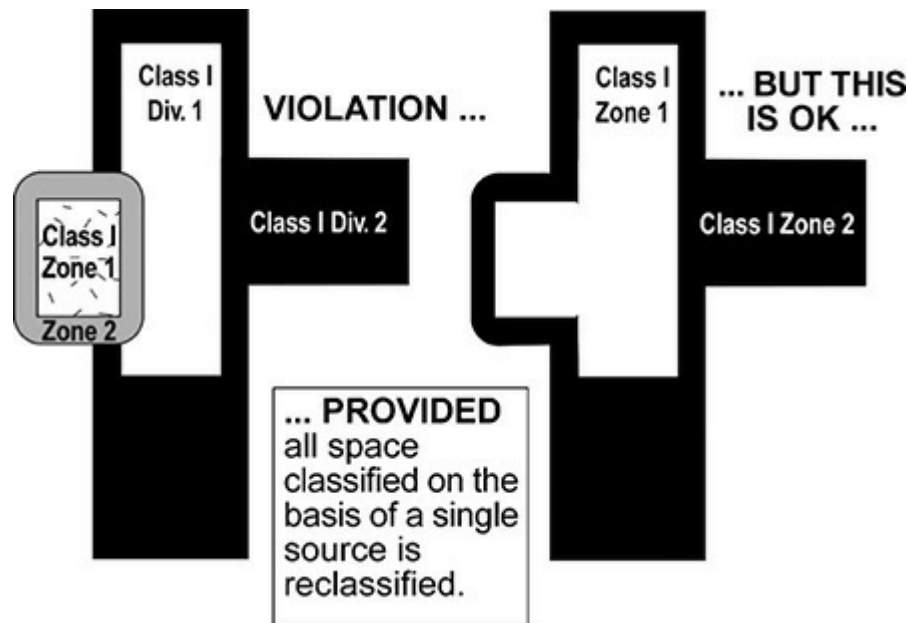 Class I
Div. 1
VIOLATION ...
Class I Div. 2
Class I
Zone 1
Zone 2
Class I
Zone 1
... BUT THIS
IS OK ...
Class I Zone 2
... PROVIDED
all space
classified on the
basis of a single
source is
reclassified.